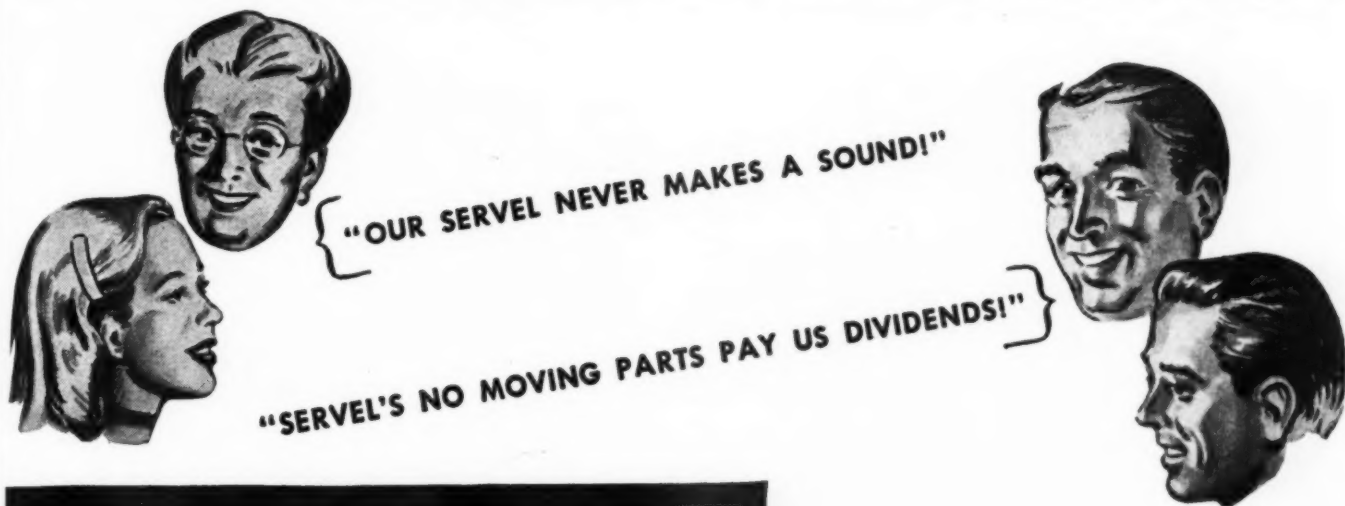 “OUR SERVEL NEVER MAKES A SOUND!”
“SERVEL'S NO MOVING PARTS PAY US DIVIDENDS!”